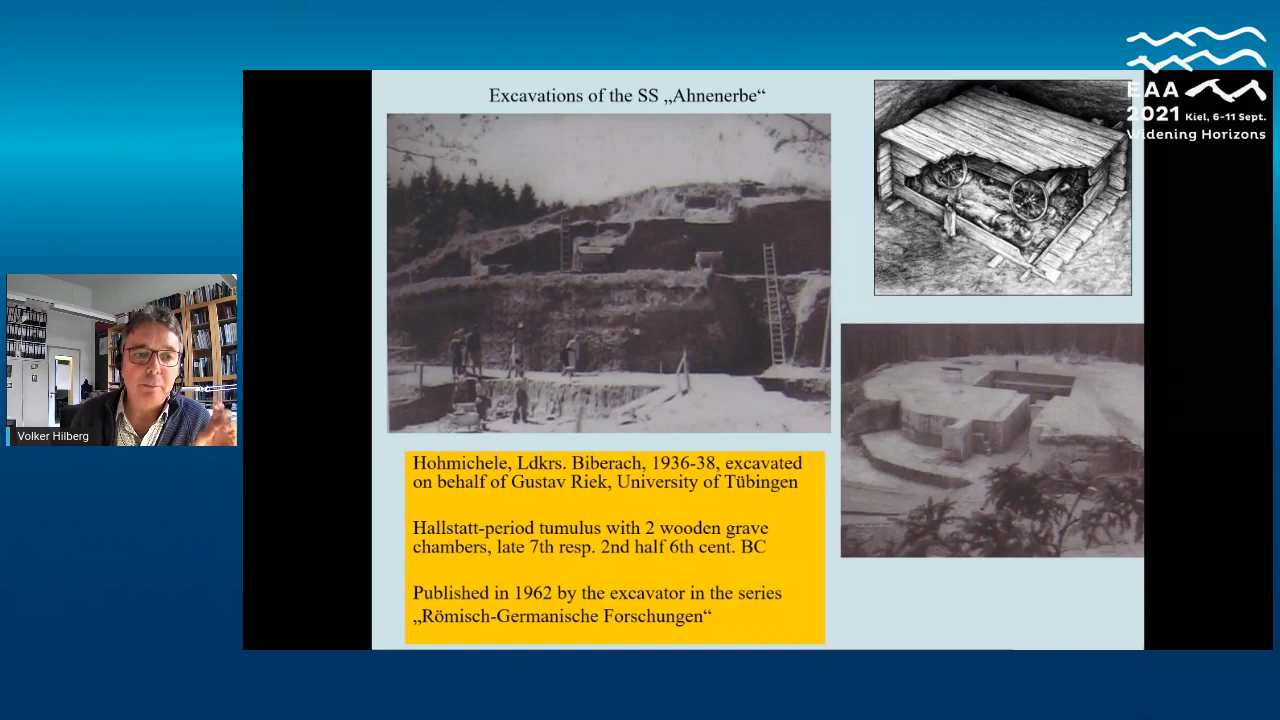 Excavations of the SS „Ahnenerbe“
EAA
2021 Kiel, 6-11 Sept.
Widening Horizons
Volker Hilberg
Hohmichele, Ldkrs. Biberach, 1936-38, excavated
on behalf of Gustav Riek, University of Tübingen
Hallstatt-period tumulus with 2 wooden grave
chambers, late 7th resp. 2nd half 6th cent. BC
Published in 1962 by the excavator in the series
„Römisch-Germanische Forschungen“